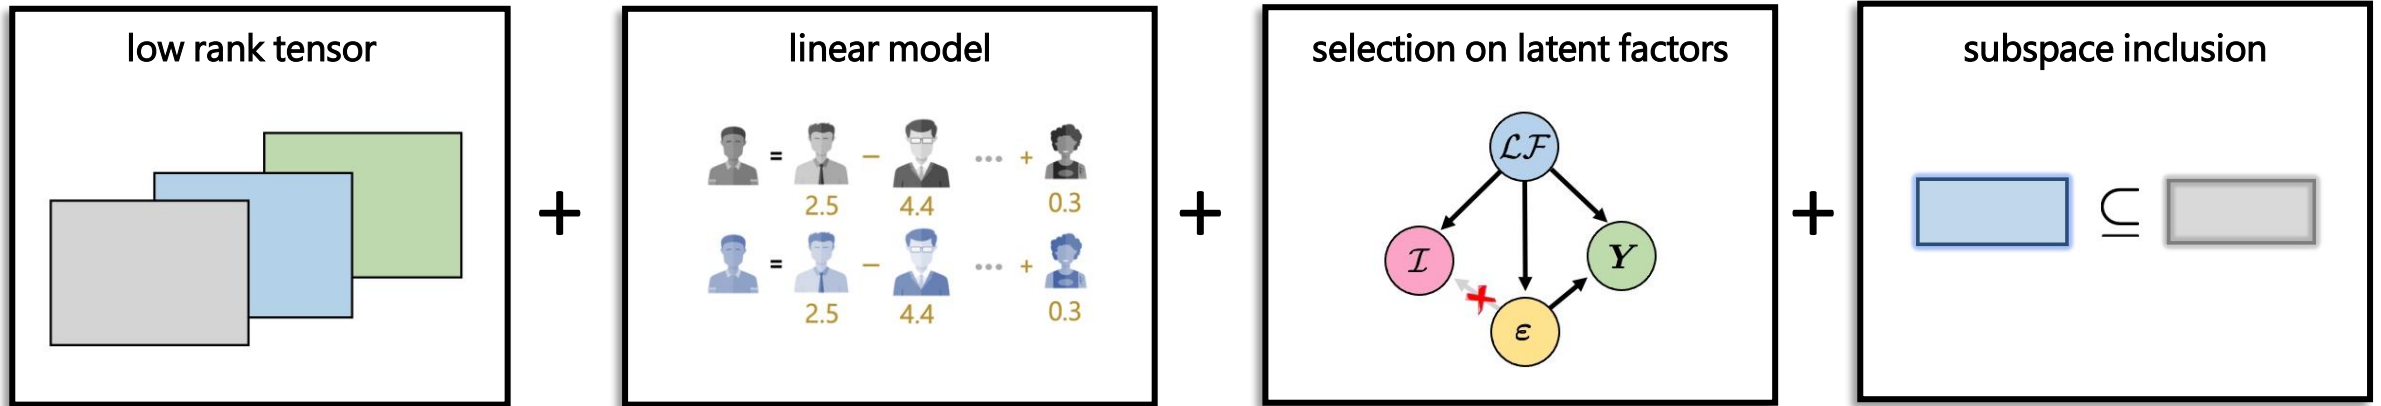 low rank tensor
+
linear model
= − ... +
2.5 4.4 0.3
= − ... +
2.5 4.4 0.3
+
selection on latent factors
ℒℱ
ℐ
Y
ε
+
subspace inclusion
⊆